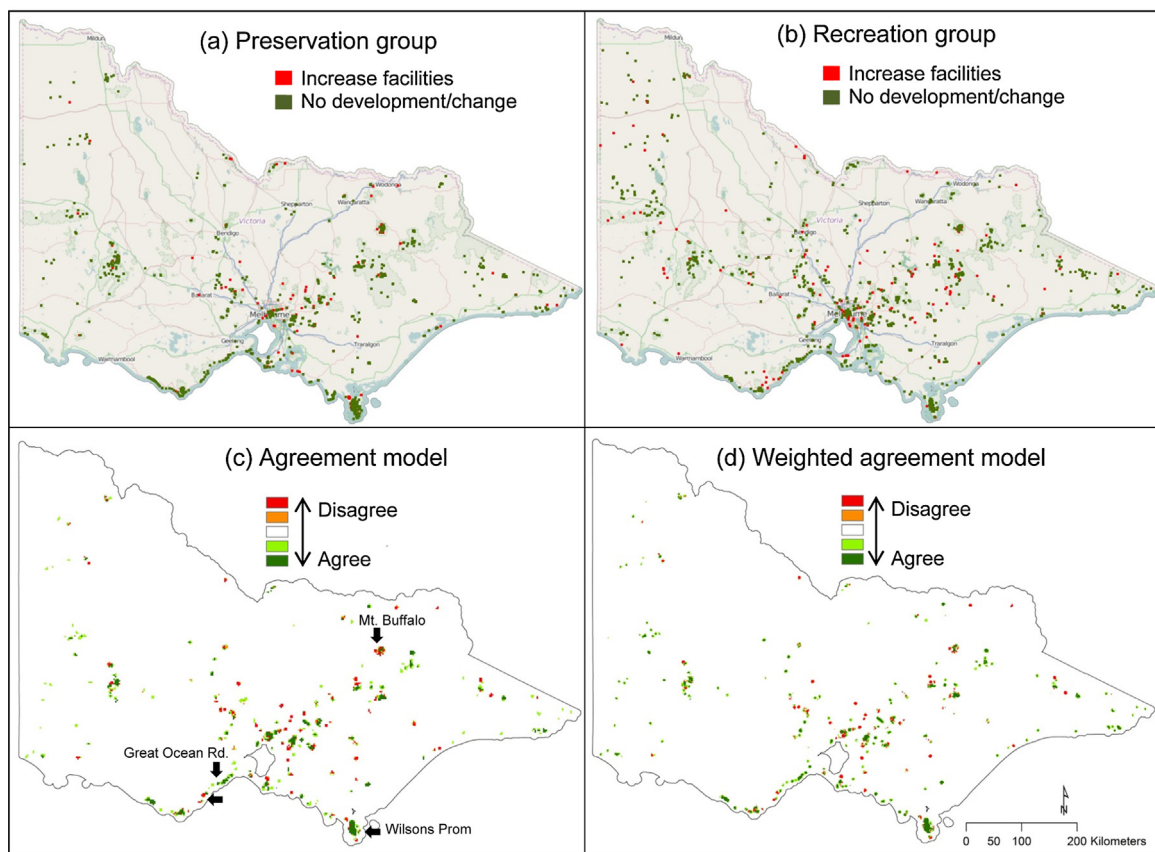 (a) Preservation group
Increase facilities
No development/change
Mildura
Wodonga
Wangaratta
Shepparton
Victoria
Bendigo
Ballarat
Melbourne
Geelong
Traralgon
Warrnambool
(b) Recreation group
Increase facilities
No development/change
Mildura
Wodonga
Wangaratta
Shepparton
Victoria
Bendigo
Ballarat
Geelong
Traralgon
Warrnambool
(c) Agreement model
Disagree
Agree
Mt. Buffalo
Great Ocean Rd.
Wilsons Prom
(d) Weighted agreement model
Disagree
Agree
N
0 50 100 200 Kilometers